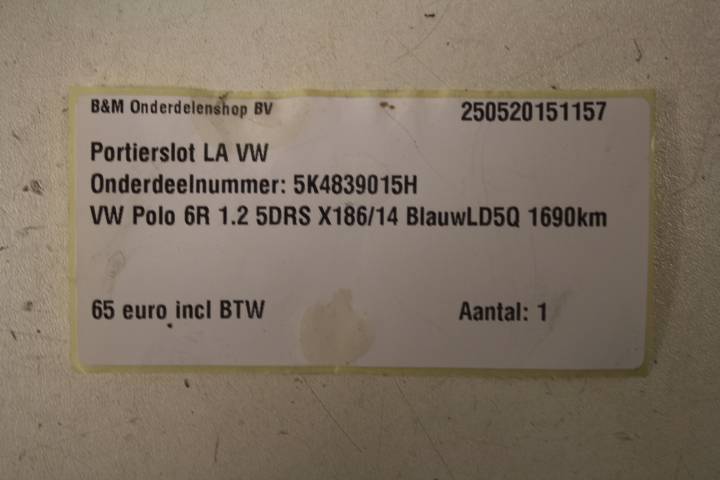 B&M Onderdelenshop BV 250520151157
Portierslot LA VW
Onderdeelnummer: 5K4839015H
VW Polo 6R 1.2 5DRS X186/14 BlauwLD5Q 1690km
65 euro incl BTW Aantal: 1